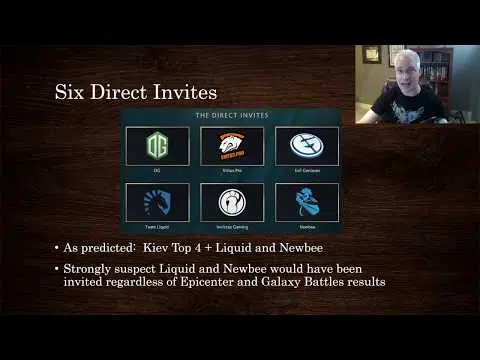 Six Direct Invites
THE DIRECT INVITES
OG
Virtus Pro
Evil Geniuses
Team Liquid
Invictus Gaming
Newbee
As predicted: Kiev Top 4 + Liquid and Newbee
Strongly suspect Liquid and Newbee would have been
invited regardless of Epicenter and Galaxy Battles results